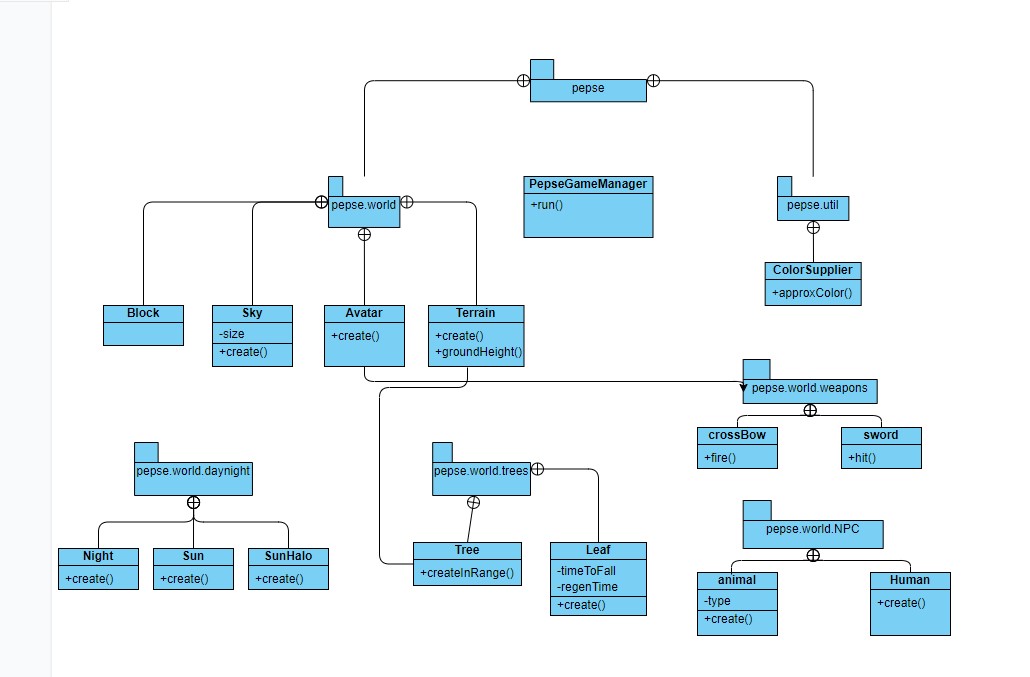 pepse
PepseGameManager
+run()
pepse.world
pepse.util
ColorSupplier
+approxColor()
Block
Sky
-size
+create()
Avatar
+create()
Terrain
+create()
+groundHeight()
pepse.world.weapons
crossBow
+fire()
sword
+hit()
pepse.world.daynight
Night
+create()
Sun
+create()
SunHalo
+create()
pepse.world.trees
Tree
+createInRange()
Leaf
-timeToFall
-regenTime
+create()
pepse.world.NPC
animal
-type
+create()
Human
+create()